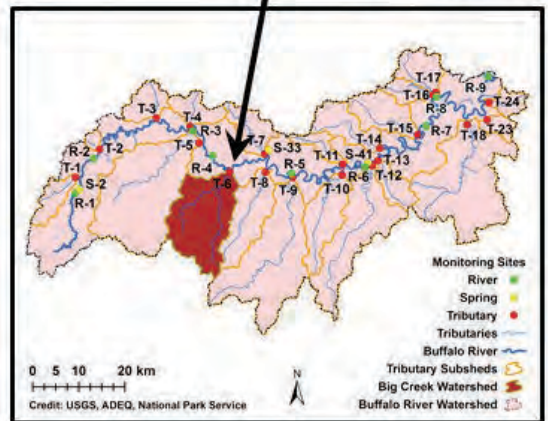 T-17
R-9
T-16
T-24
R-8
T-3
T-4
R-3
T-7
S-33
T-14
T-15
R-7
T-18
T-23
R-2
T-2
T-5
R-5
T-11
S-41
T-13
T-1
S-2
R-4
R-6
T-12
R-1
T-6
T-8
T-9
T-10
Monitoring Sites
River
Spring
Tributary
Tributaries
Buffalo River
Tributary Subsheds
Big Creek Watershed
Buffalo River Watershed
0 5 10 20 km
N
Credit: USGS, ADEQ, National Park Service